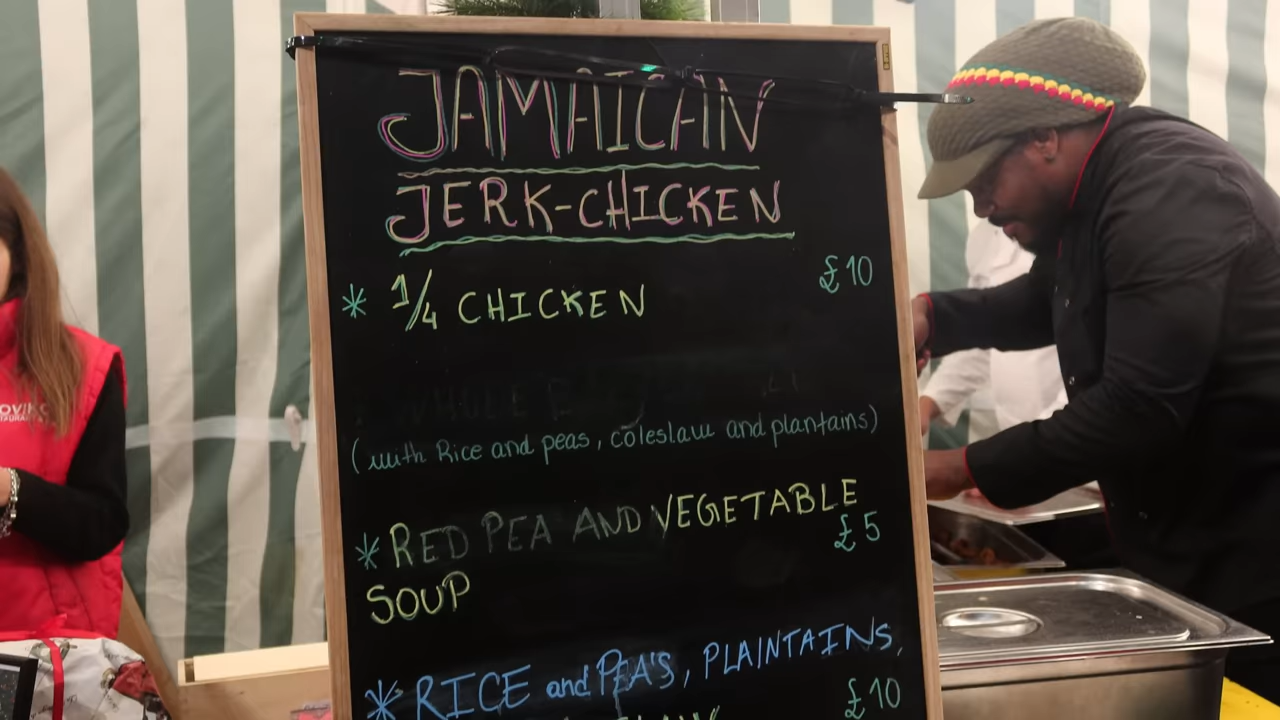 JAMAICAN
JERK-CHICKEN
* 1/4 CHICKEN £10
(with Rice and peas, coleslaw and plantains)
* RED PEA AND VEGETABLE
£5
SOUP
* RICE and PEA'S, PLAINTAINS,
£10